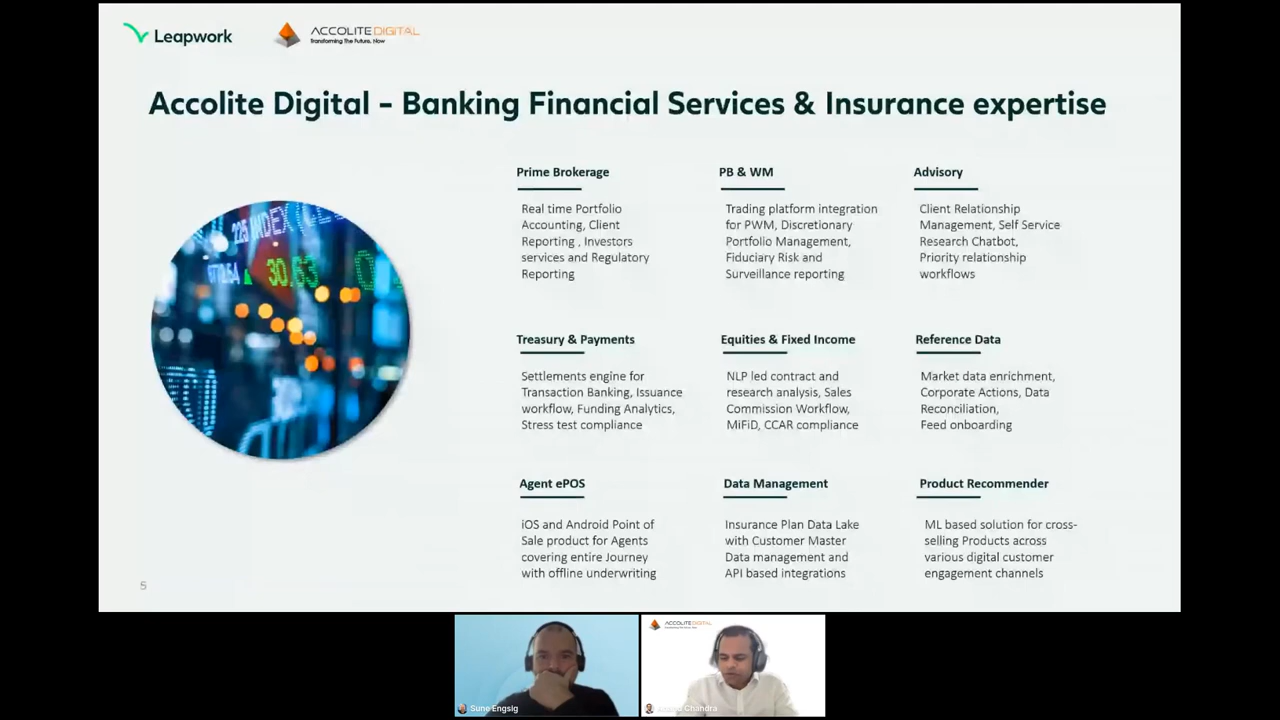 Leapwork
ACCOLITE DIGITAL
Transforming The Future, Now
Accolite Digital – Banking Financial Services & Insurance expertise
225 INDEX
30.63
Prime Brokerage
Real time Portfolio
Accounting, Client
Reporting , Investors
services and Regulatory
Reporting
PB & WM
Trading platform integration
for PWM, Discretionary
Portfolio Management,
Fiduciary Risk and
Surveillance reporting
Advisory
Client Relationship
Management, Self Service
Research Chatbot,
Priority relationship
workflows
Treasury & Payments
Settlements engine for
Transaction Banking, Issuance
workflow, Funding Analytics,
Stress test compliance
Equities & Fixed Income
NLP led contract and
research analysis, Sales
Commission Workflow,
MiFiD, CCAR compliance
Reference Data
Market data enrichment,
Corporate Actions, Data
Reconciliation,
Feed onboarding
Agent ePOS
iOS and Android Point of
Sale product for Agents
covering entire Journey
with offline underwriting
Data Management
Insurance Plan Data Lake
with Customer Master
Data management and
API based integrations
Product Recommender
ML based solution for cross-
selling Products across
various digital customer
engagement channels
5
ACCOLITE DIGITAL
Sune Engsig
Chandra